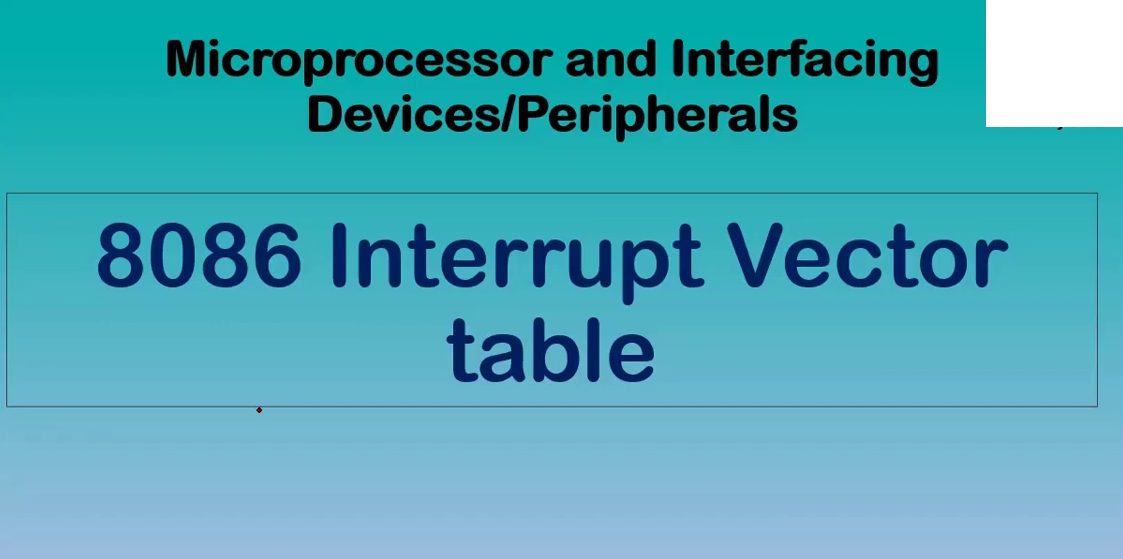 Microprocessor and Interfacing
Devices/Peripherals
8086 Interrupt Vector
table